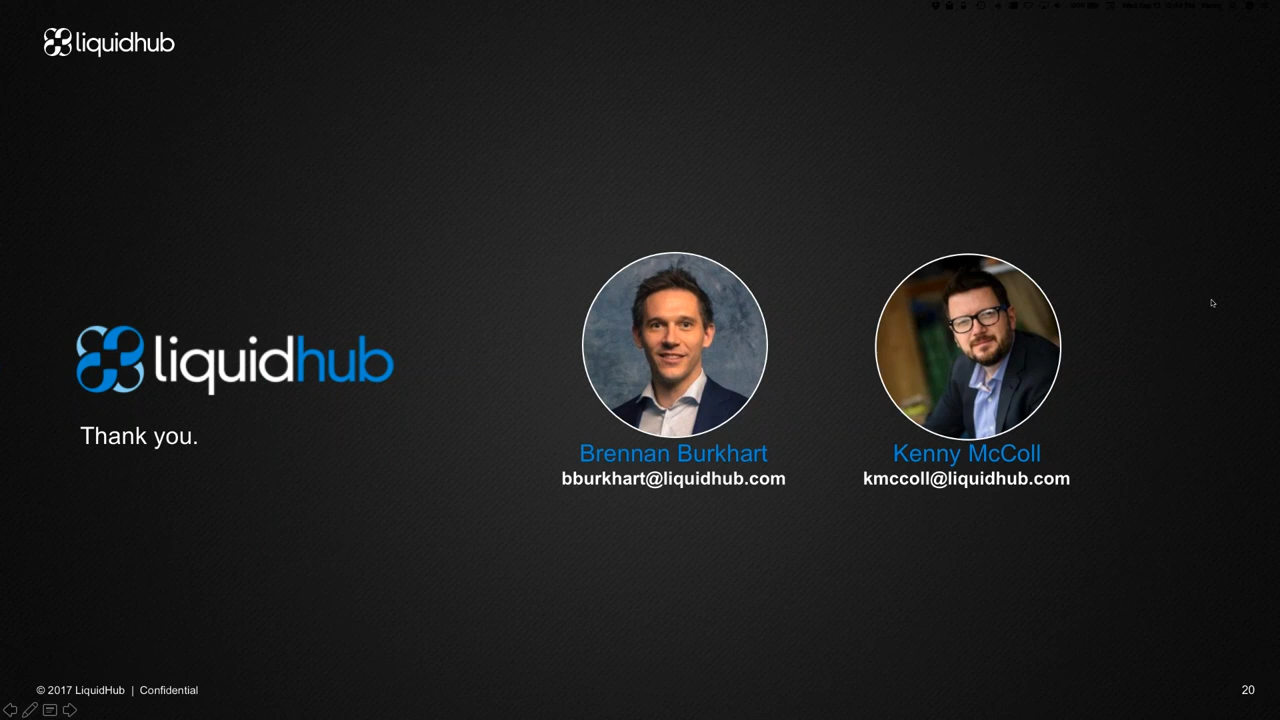 liquidhub
liquidhub
Thank you.
Brennan Burkhart
bburkhart@liquidhub.com
Kenny McColl
kmccoll@liquidhub.com
© 2017 LiquidHub | Confidential
20